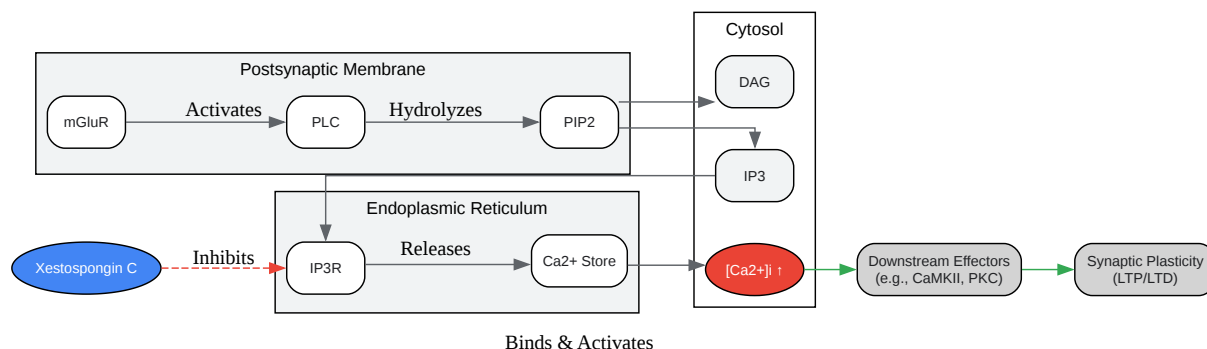 Cytosol
Postsynaptic Membrane
DAG
mGluR
Activates
PLC
Hydrolyzes
PIP2
IP3
Endoplasmic Reticulum
Xestospongin C
Inhibits
IP3R
Releases
Ca2+ Store
[Ca2+]i ↑
Downstream Effectors
(e.g., CaMKII, PKC)
Synaptic Plasticity
(LTP/LTD)
Binds & Activates